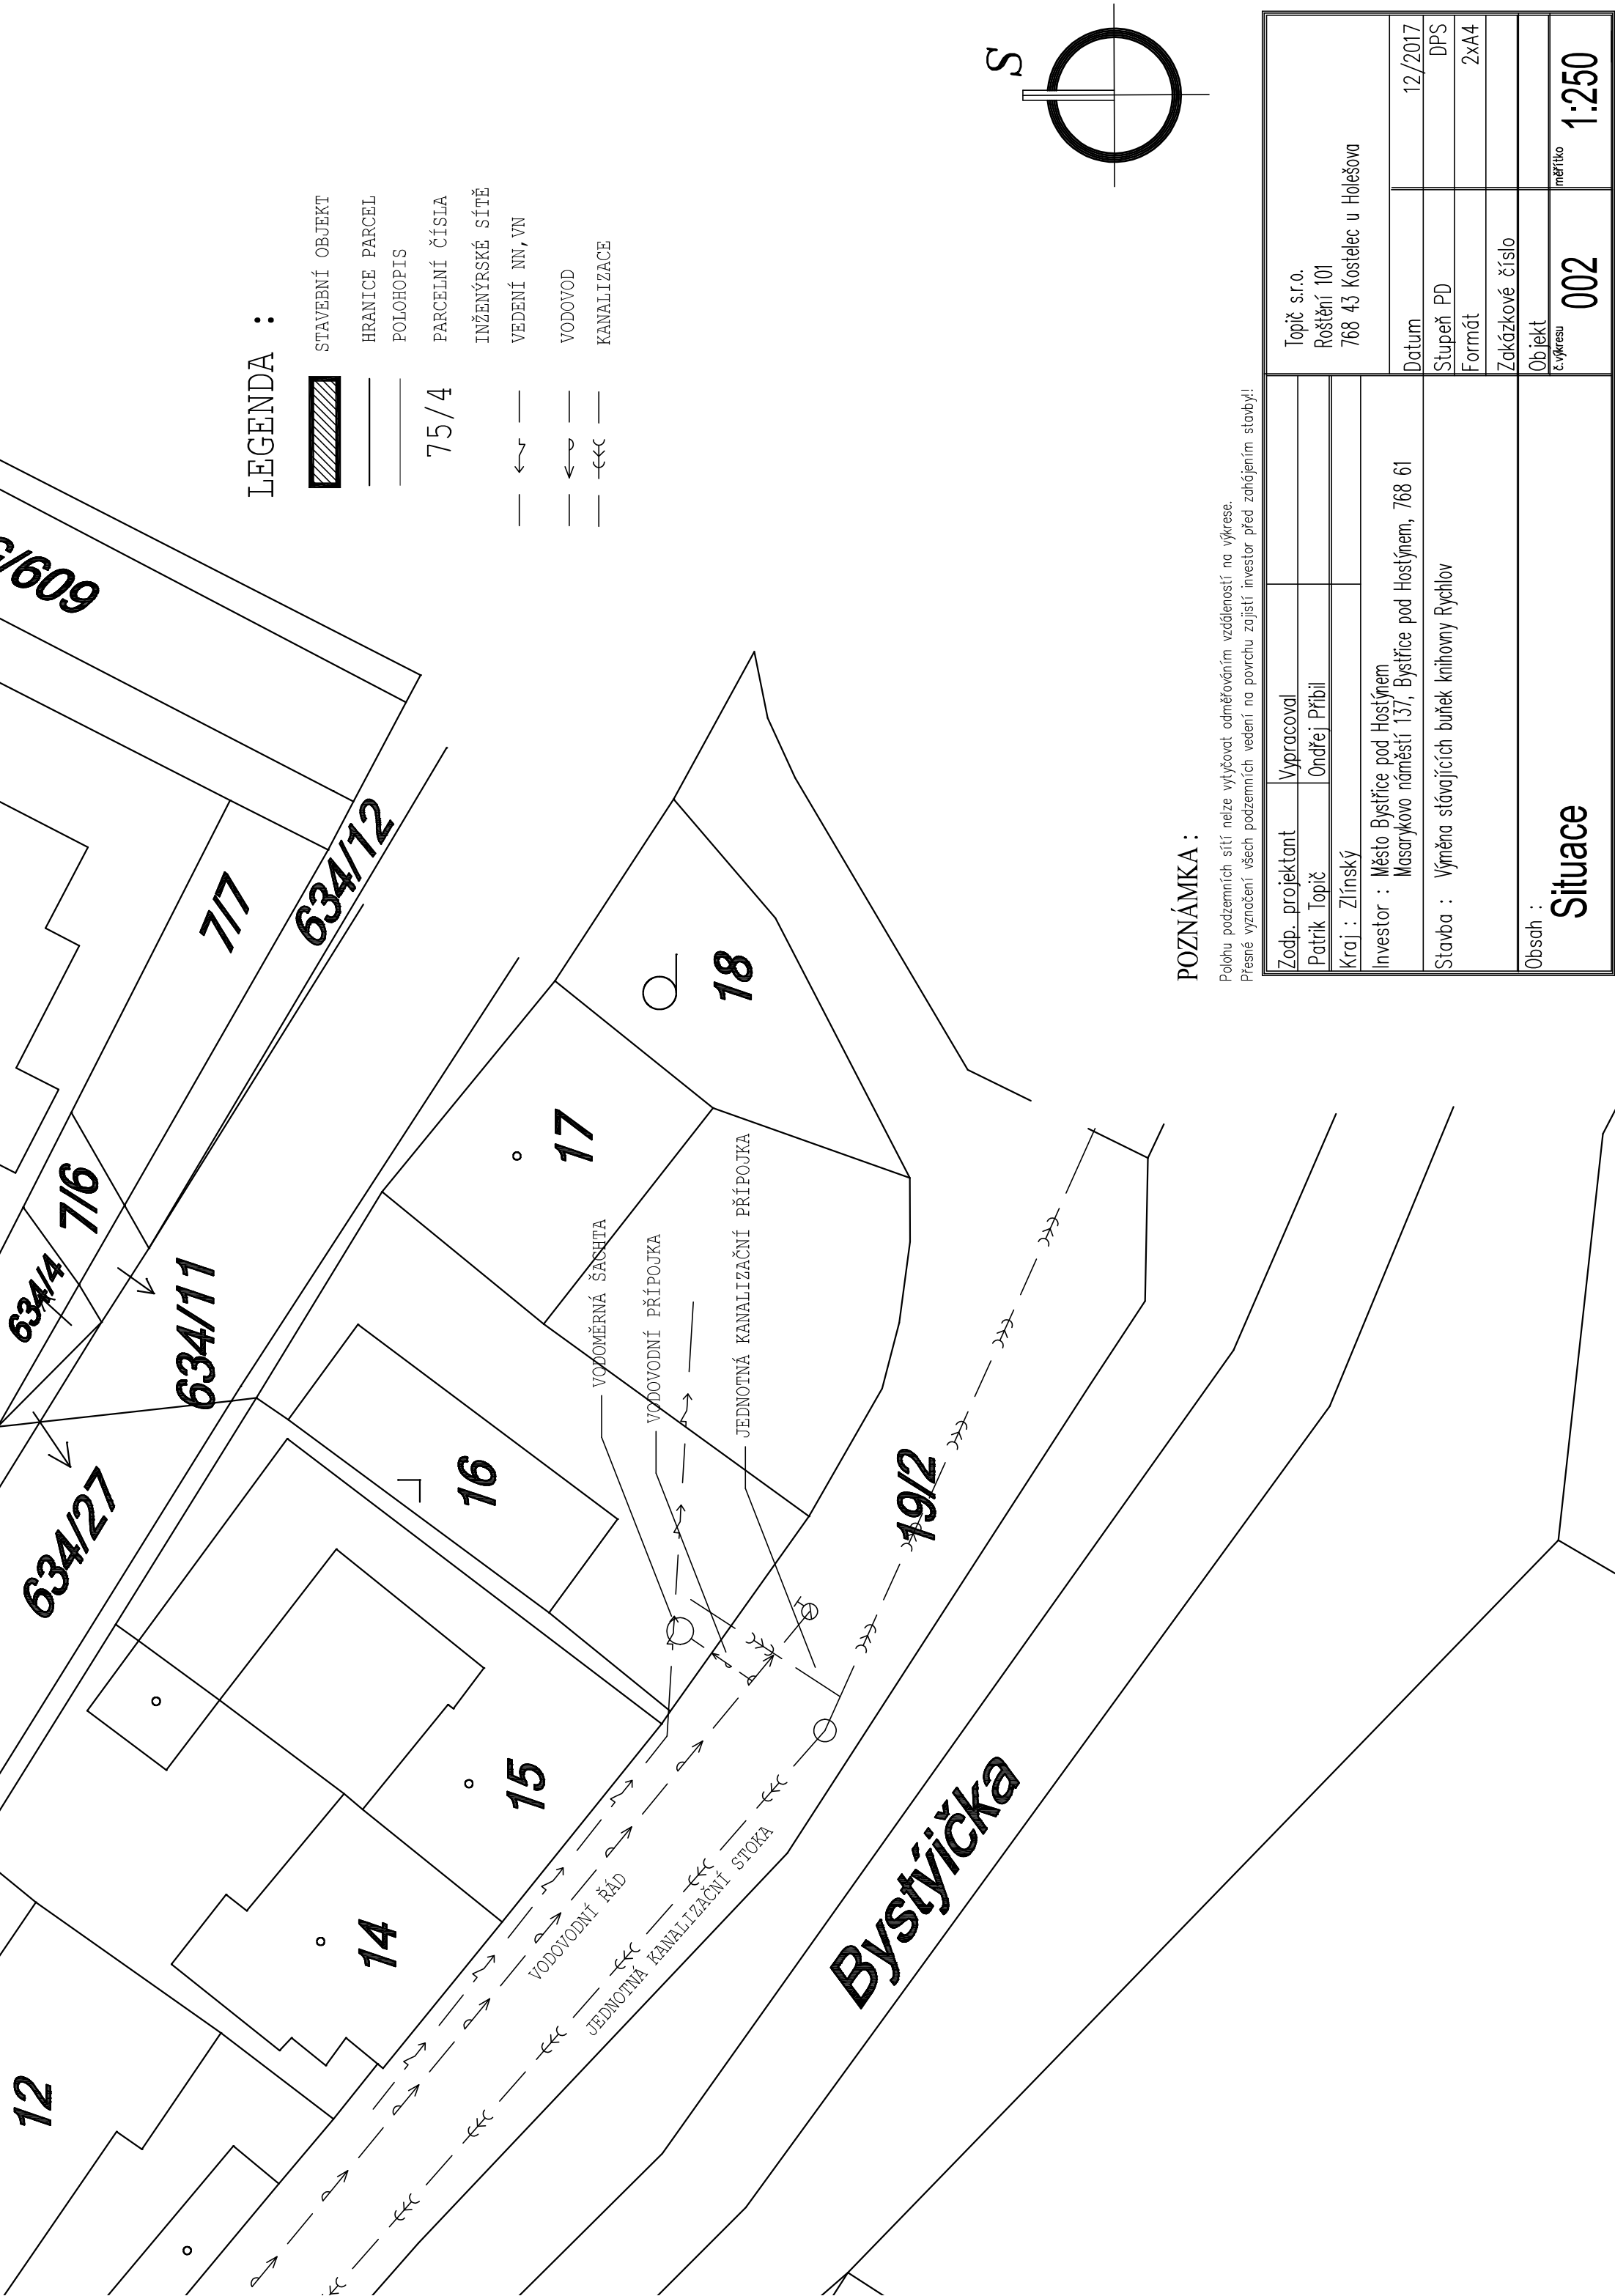 S
LEGENDA :
STAVEBNÍ OBJEKT
HRANICE PARCEL
POLOHOPIS
75/4 PARCELNÍ ČÍSLA
INŽENÝRSKÉ SÍTĚ
VEDENÍ NN,VN
VODOVOD
KANALIZACE
7/7
634/12
7/6
634/4
634/11
634/27
18
17
16
15
14
12
19/2
VODOMĚRNÁ ŠACHTA
VODOVODNÍ PŘÍPOJKA
JEDNOTNÁ KANALIZAČNÍ PŘÍPOJKA
VODOVODNÍ ŘÁD
JEDNOTNÁ KANALIZAČNÍ STOKA
Bystýička
POZNÁMKA :
Polohu podzemních sítí nelze vytyčovat odměřováním vzdáleností na výkrese.
Přesné vyznačení všech podzemních vedení na povrchu zajistí investor před zahájením stavby!!
Zodp. projektant Vypracoval
Patrik Topič Ondřej Přibil
Kraj : Zlínský
Topič s.r.o.
Roštění 101
768 43 Kostelec u Holešova
Investor : Město Bystřice pod Hostýnem
Masarykovo náměstí 137, Bystřice pod Hostýnem, 768 61
Stavba : Výměna stávajících buňek knihovny Rychlov
Datum 12/2017
Stupeň PD DPS
Formát 2xA4
Zakázkové číslo
Objekt
Obsah :
Situace
č.výkresu 002
měřítko 1:250